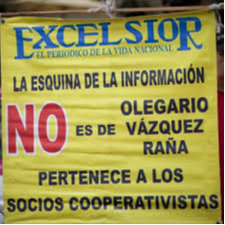 EXCELSIOR
EL PERIODICO DE LA VIDA NACIONAL
LA ESQUINA DE LA INFORMACIÓN
NO ES DE OLEGARIO
VÁZQUEZ
RAÑA
PERTENECE A LOS
SOCIOS COOPERATIVISTAS